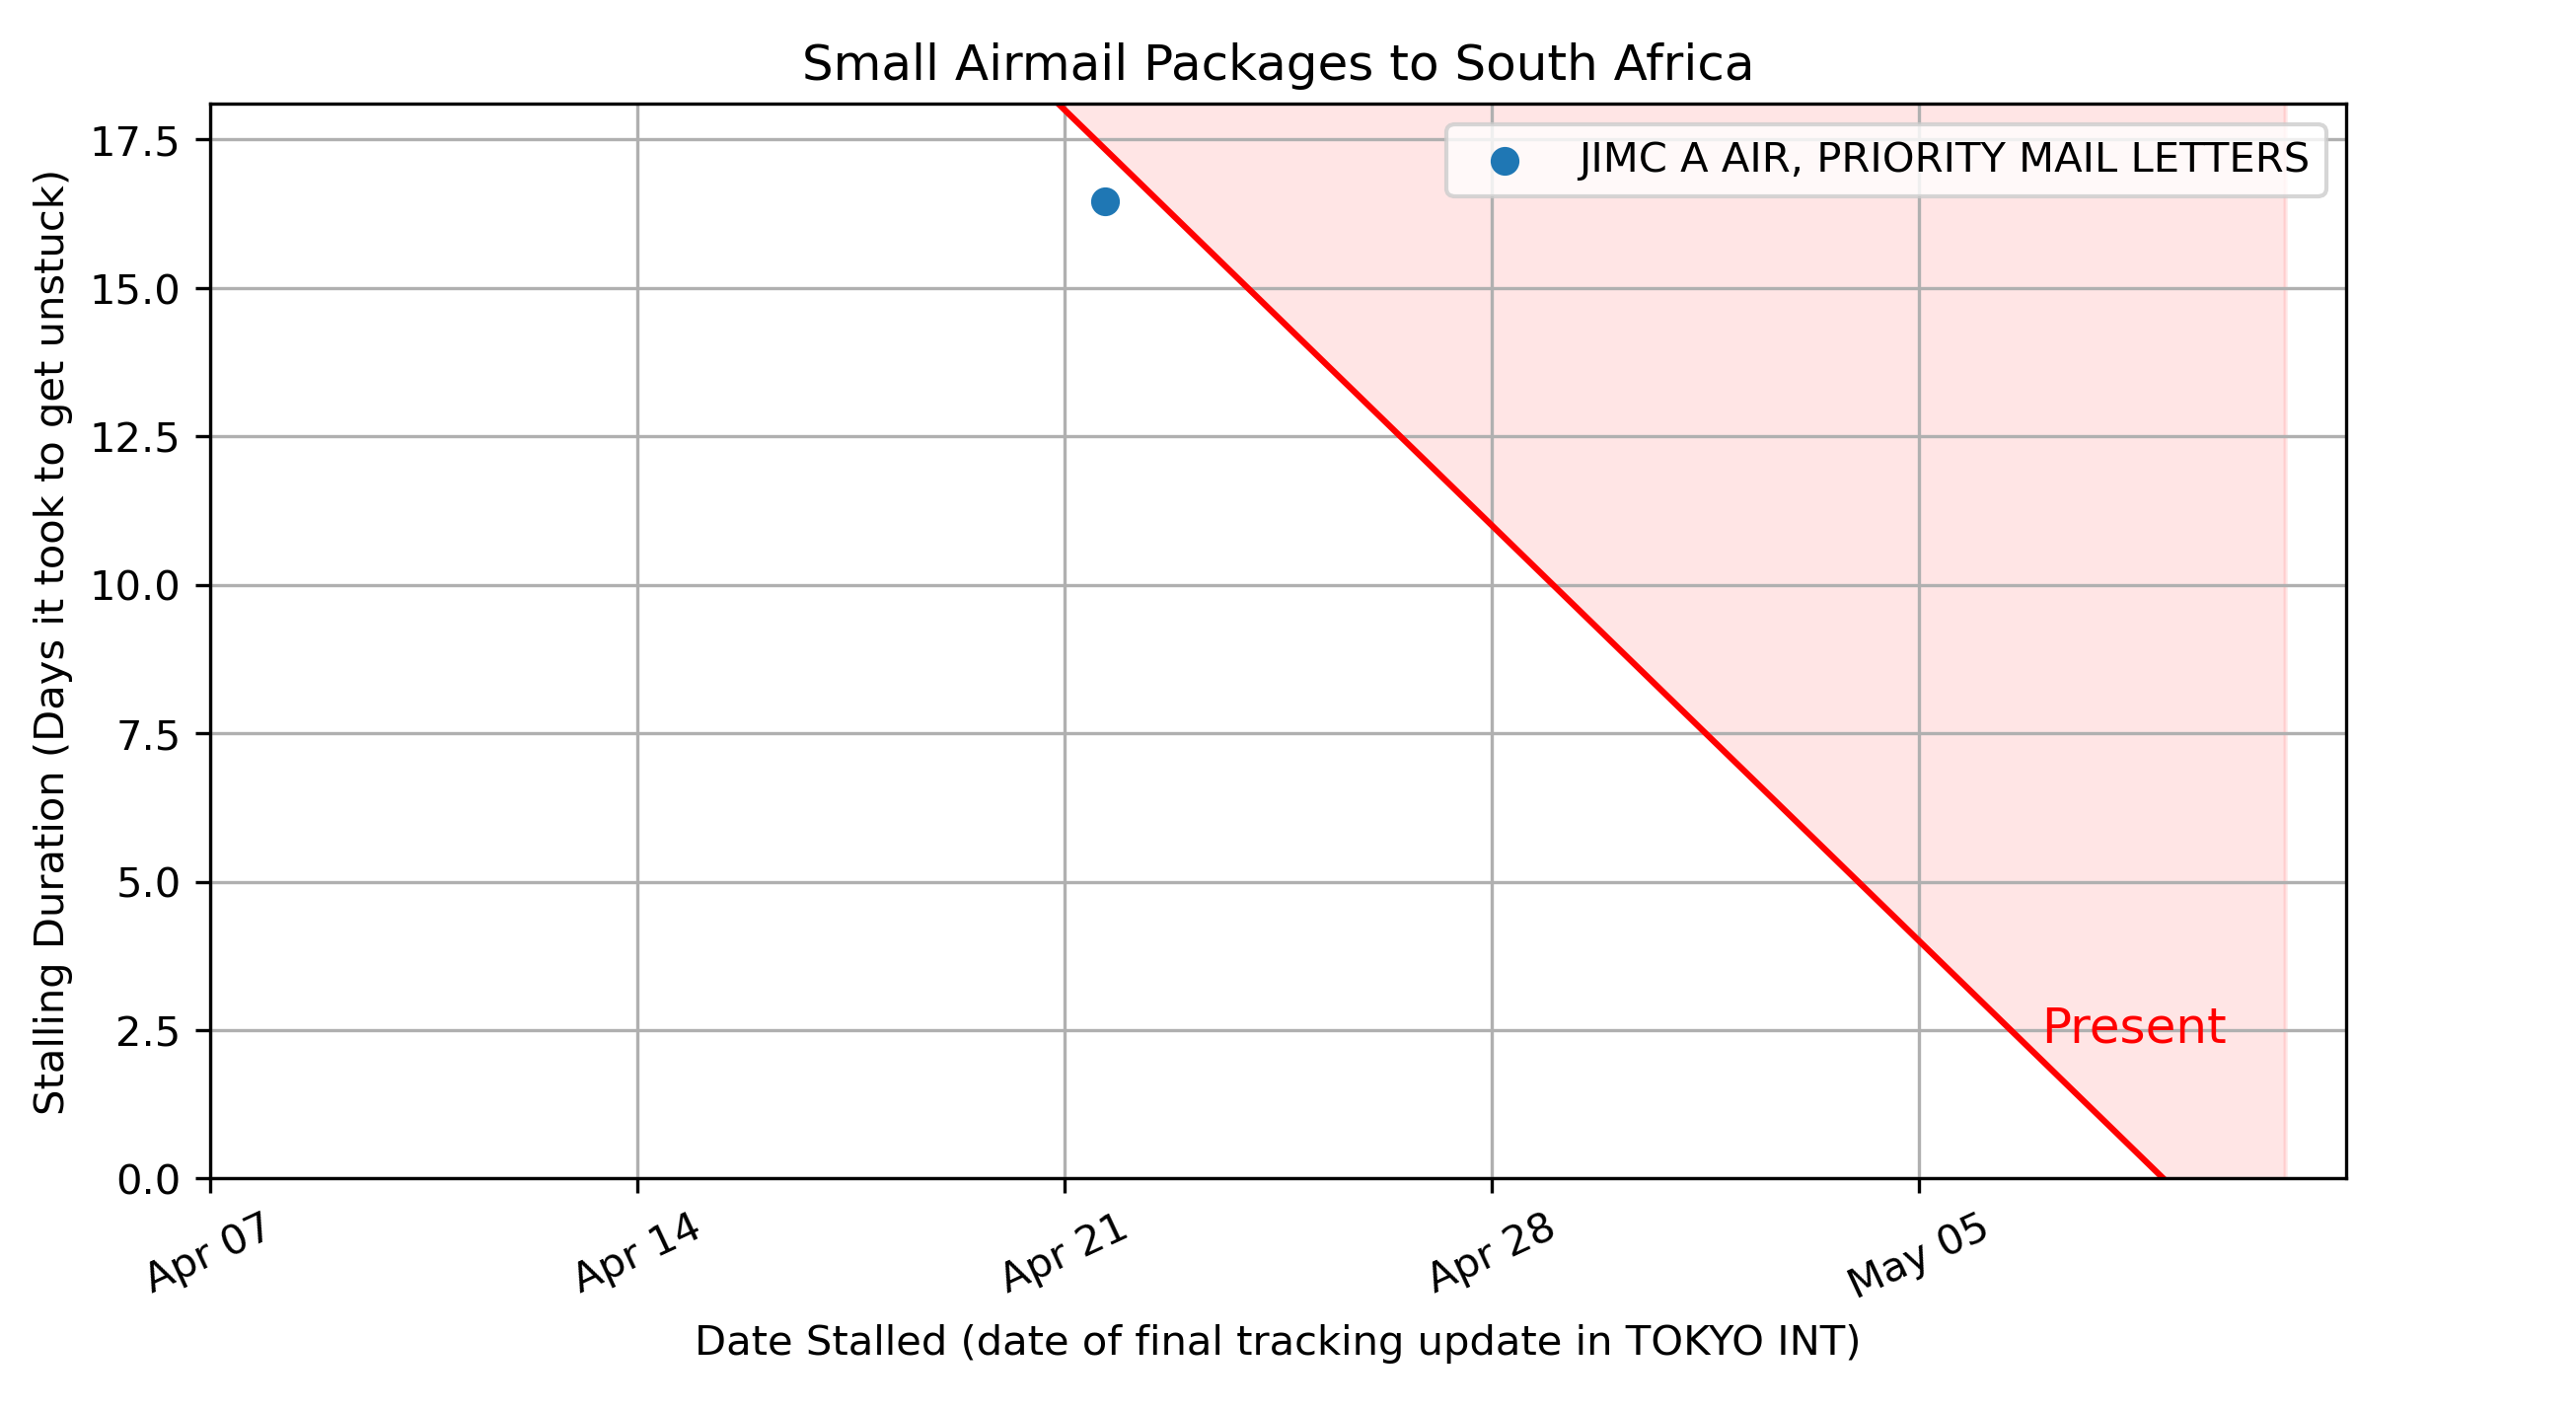 Small Airmail Packages to South Africa
JIMC A AIR, PRIORITY MAIL LETTERS
Stalling Duration (Days it took to get unstuck)
17.5
15.0
12.5
10.0
7.5
5.0
2.5
0.0
Present
Apr 07
Apr 14
Apr 21
Apr 28
May 05
Date Stalled (date of final tracking update in TOKYO INT)